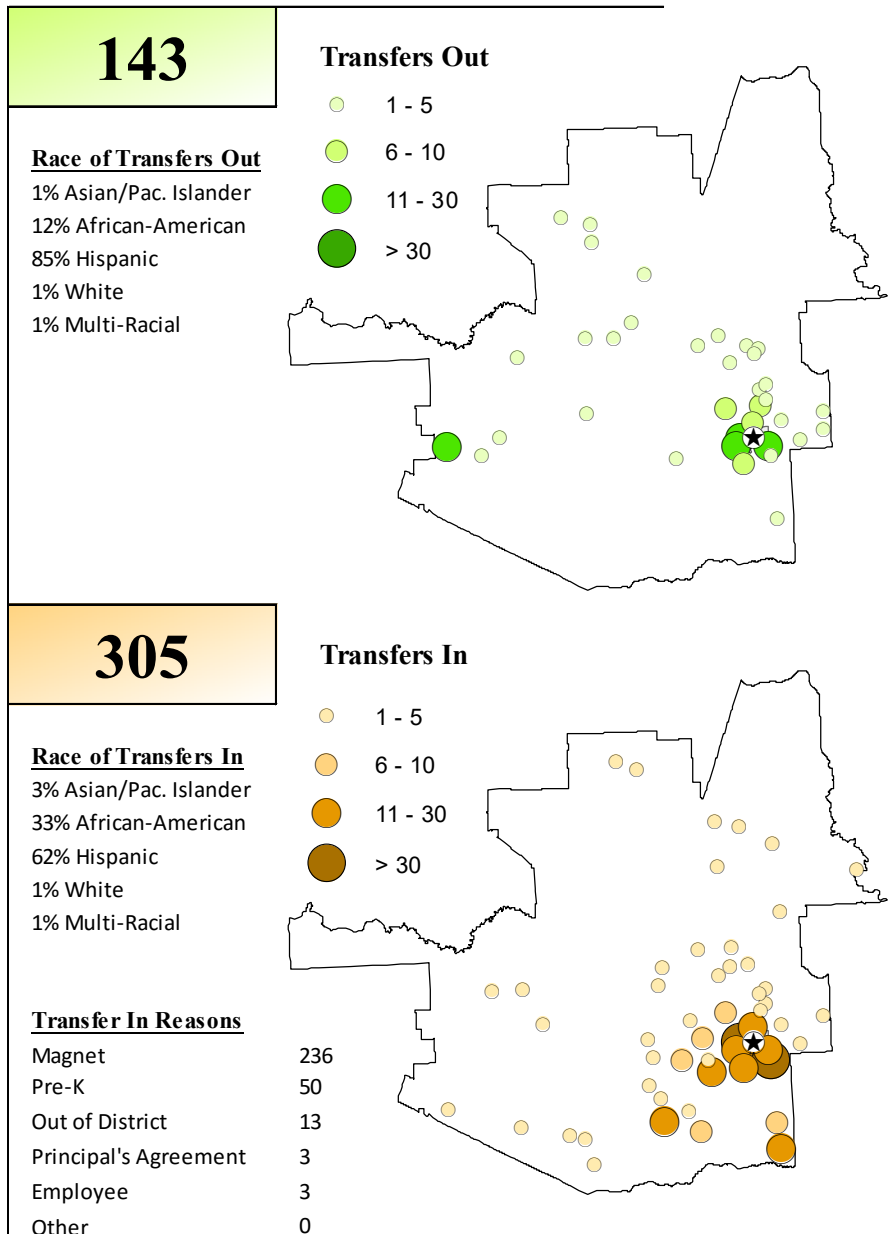 143
Race of Transfers Out
1% Asian/Pac. Islander
12% African-American
85% Hispanic
1% White
1% Multi-Racial
Transfers Out
1 - 5
6 - 10
11 - 30
> 30
305
Race of Transfers In
3% Asian/Pac. Islander
33% African-American
62% Hispanic
1% White
1% Multi-Racial
Transfers In
1 - 5
6 - 10
11 - 30
> 30
Transfer In Reasons
Magnet 236
Pre-K 50
Out of District 13
Principal's Agreement 3
Employee 3
Other 0